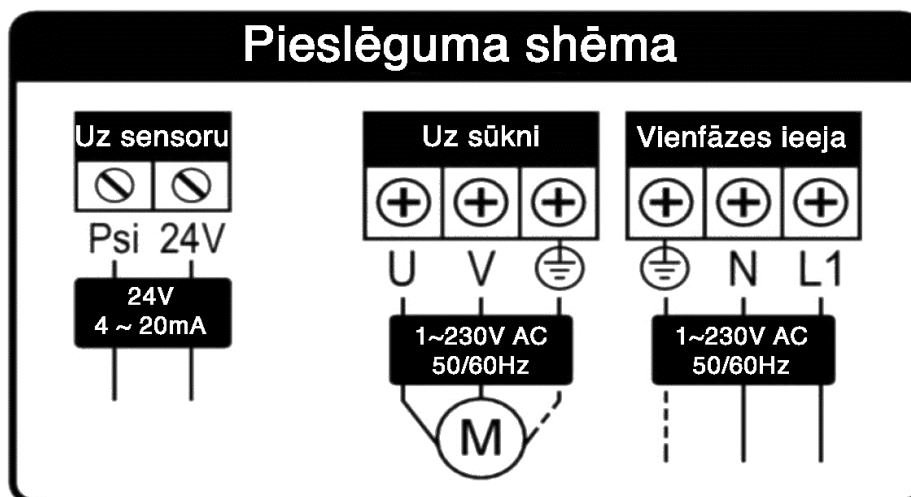 Pieslēguma shēma
Uz sensoru
Psi 24V
24V
4 ~ 20mA
Uz sūkni
U V
1~230V AC
50/60Hz
M
Vienfāzes ieeja
N L1
1~230V AC
50/60Hz